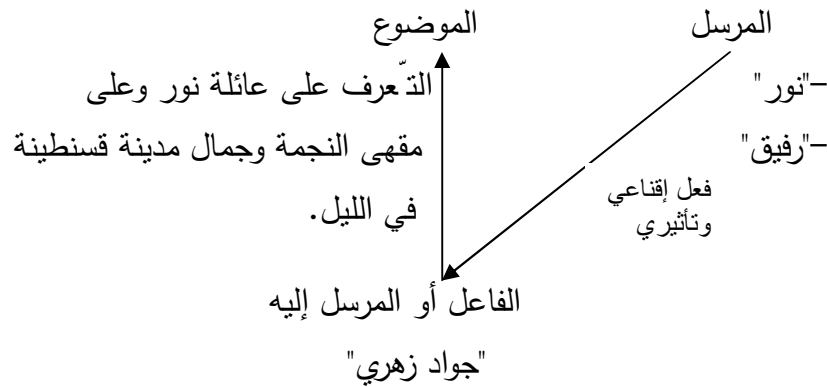 المرسل
الموضوع
-"نور"
-"رفيق"
التّعرف على عائلة نور وعلى
مقهى النجمة وجمال مدينة قسنطينة
في الليل.
فعل إقناعي
وتأثيري
الفاعل أو المرسل إليه
"جواد زهري"